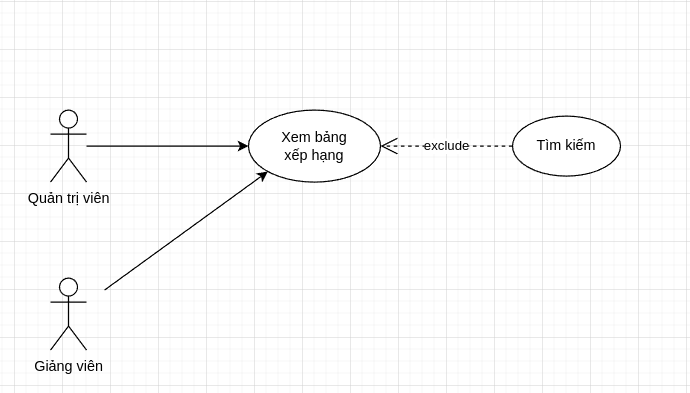 Xem bảng
xếp hạng
exclude
Tìm kiếm
Quản trị viên
Giảng viên